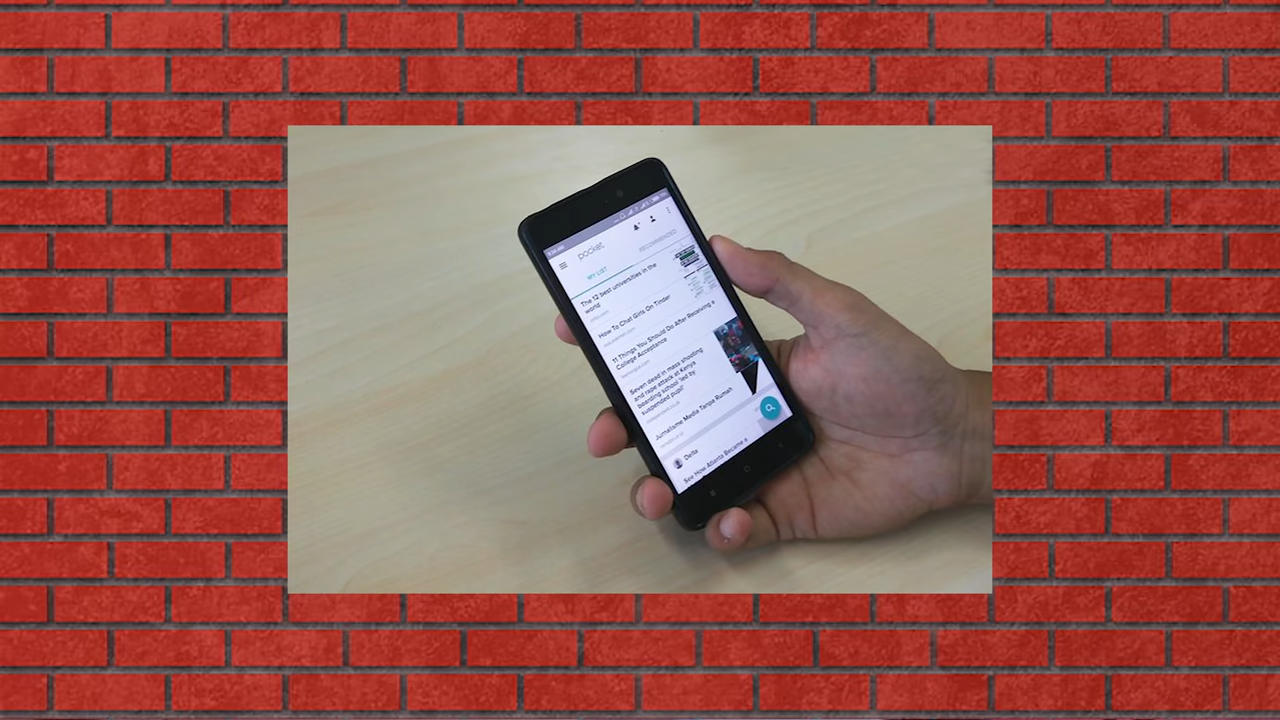 pocket
MY LIST
RECOMMENDED
The 12 best universities in the
world
How To Chat Girls On Tinder
11 Things You Should Do After Receiving a
College Acceptance
Seven dead in mass shooting
and rape attack at Kenya
boarding school 'led by
suspended pupil'
Jurnalisme Media Tanpa Rumah
Della
See How Atlanta Became a